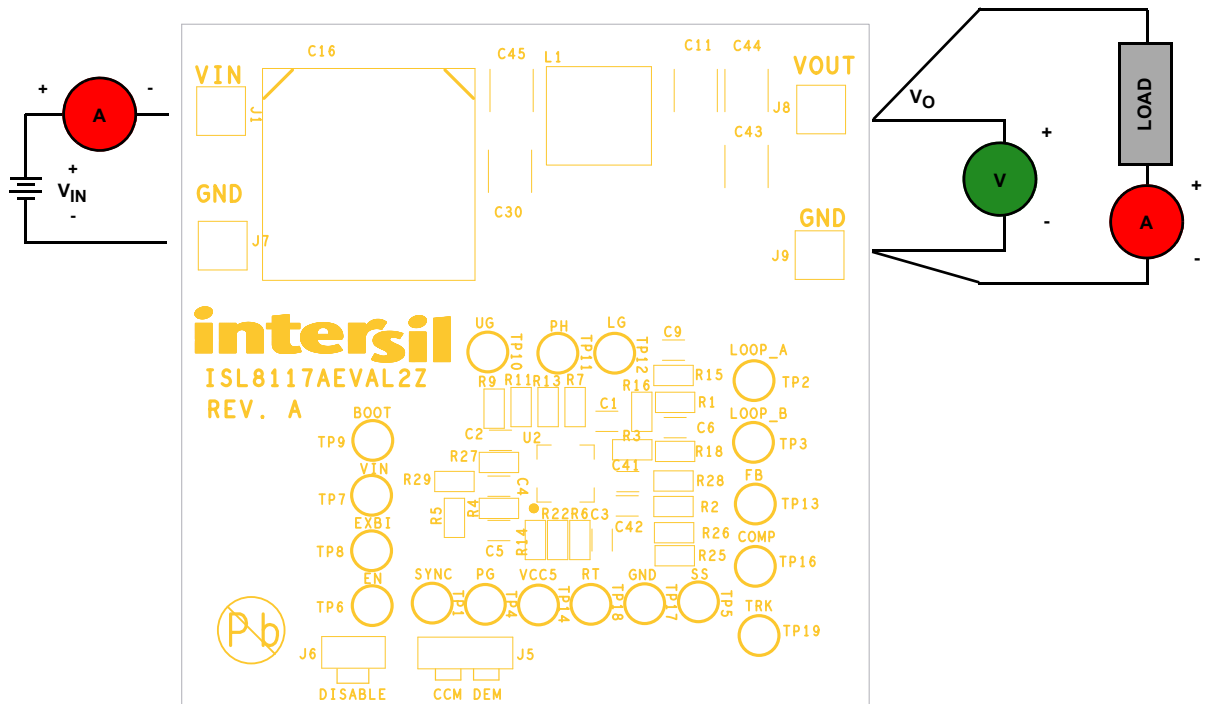 C16
C45
L1
C11
C44
VIN
VOUT
+
A
-
J1
J8
V_O
LOAD
+
V_IN
-
C43
+
V
-
GND
C30
GND
+
A
-
J7
J9
intersil
ISL8117AEVAL2Z
REV. A
UG
PH
LG
C9
TP10
TP11
TP12
LOOP_A
TP2
R9
R11
R13
R7
R16
R15
R1
BOOT
TP9
C2
U2
C1
R3
C6
LOOP_B
TP3
R18
VIN
TP7
R27
R29
C4
C41
R28
FB
TP13
EXBI
TP8
R5
R4
C5
R14
R22
R6
C3
C42
R2
R26
R25
COMP
TP16
EN
TP6
SYNC
TP1
PG
TP4
VCC5
TP14
RT
TP18
GND
TP17
SS
TP5
TRK
TP19
Pb
J6
DISABLE
J5
CCM
DEM